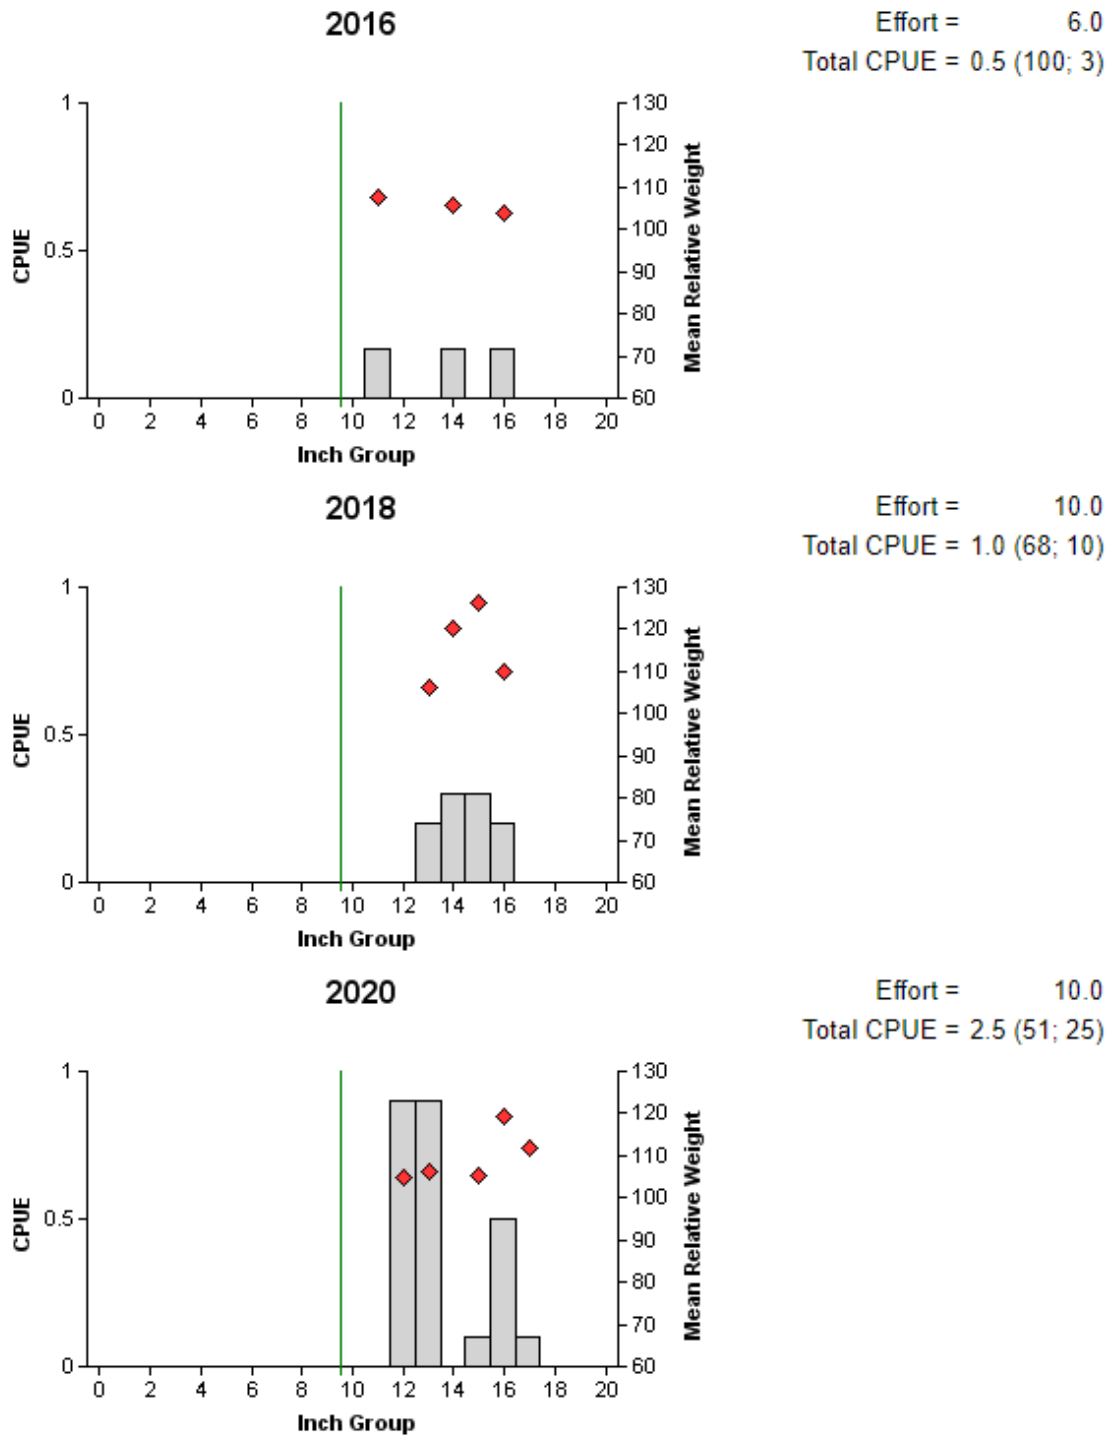 2016
Effort = 6.0
Total CPUE = 0.5 (100; 3)
1
0.5
0
CPUE
130
120
110
100
90
80
70
60
Mean Relative Weight
0 2 4 6 8 10 12 14 16 18 20
Inch Group
2018
Effort = 10.0
Total CPUE = 1.0 (68; 10)
1
0.5
0
CPUE
130
120
110
100
90
80
70
60
Mean Relative Weight
0 2 4 6 8 10 12 14 16 18 20
Inch Group
2020
Effort = 10.0
Total CPUE = 2.5 (51; 25)
1
0.5
0
CPUE
130
120
110
100
90
80
70
60
Mean Relative Weight
0 2 4 6 8 10 12 14 16 18 20
Inch Group